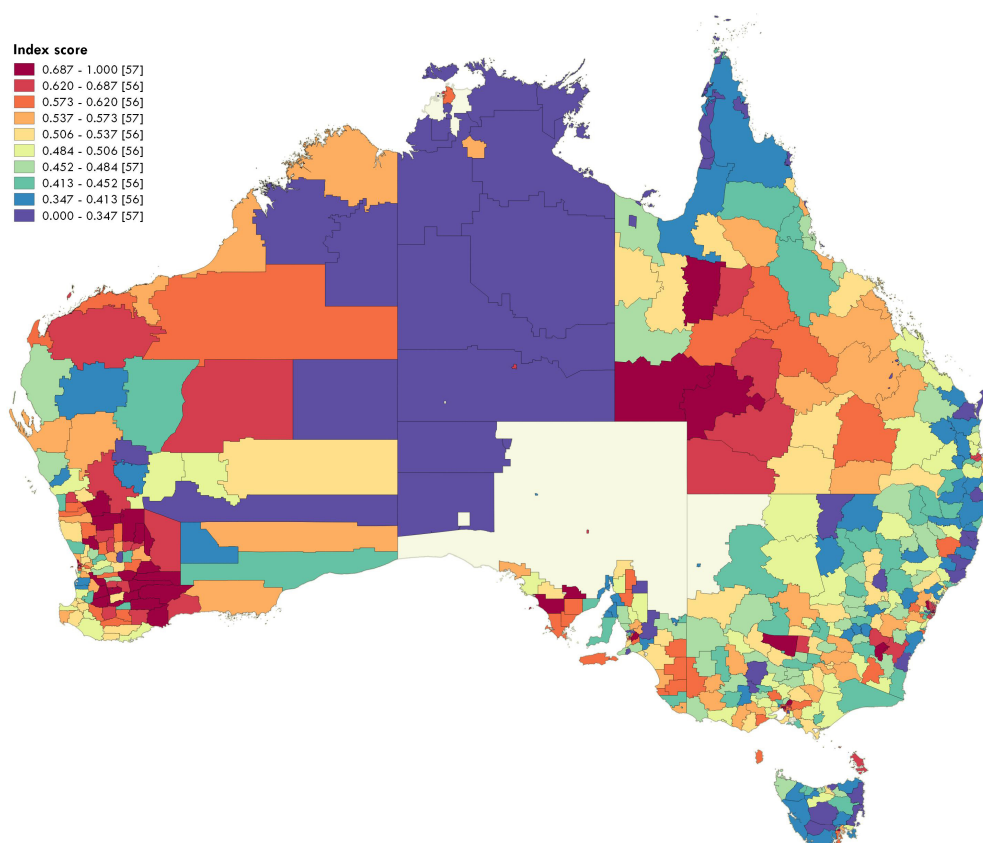 Index score
0.687 - 1.000 [57]
0.620 - 0.687 [56]
0.573 - 0.620 [56]
0.537 - 0.573 [57]
0.506 - 0.537 [56]
0.484 - 0.506 [56]
0.452 - 0.484 [57]
0.413 - 0.452 [56]
0.347 - 0.413 [56]
0.000 - 0.347 [57]